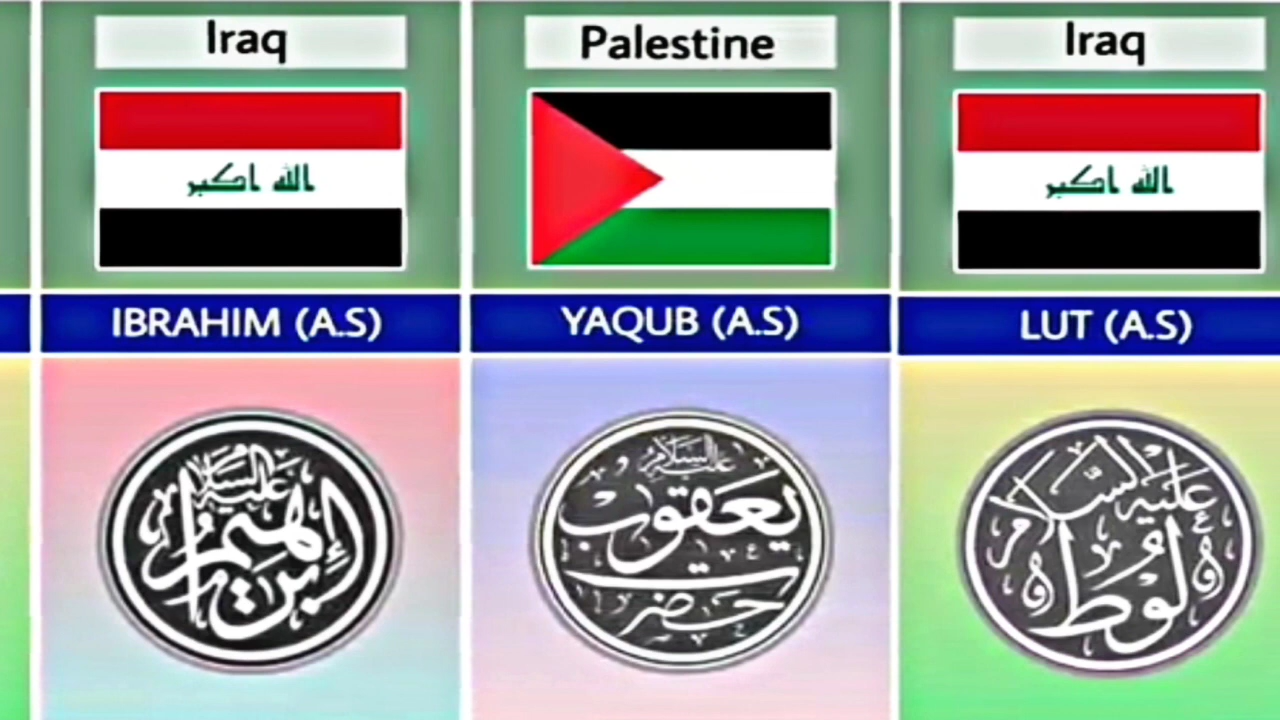 Iraq
Palestine
Iraq
الله اكبر
الله اكبر
IBRAHIM (A.S)
YAQUB (A.S)
LUT (A.S)
عليه السلام
إبراهيم
عليه السلام
يعقوب
حضرت
عليه السلام
لوط